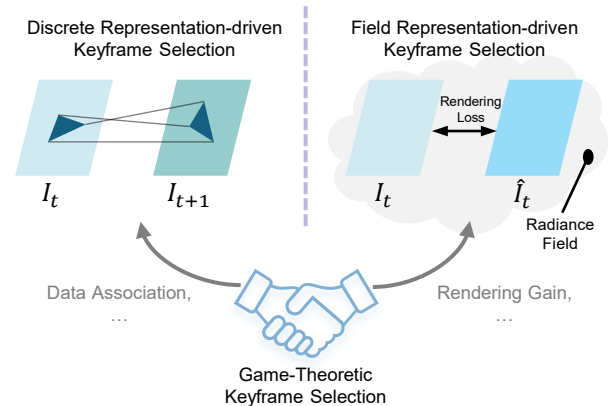 Discrete Representation-driven
Keyframe Selection
Field Representation-driven
Keyframe Selection
Rendering
Loss
I_t
I_{t+1}
I_t
Î_t
Radiance
Field
Data Association,
...
Rendering Gain,
...
Game-Theoretic
Keyframe Selection